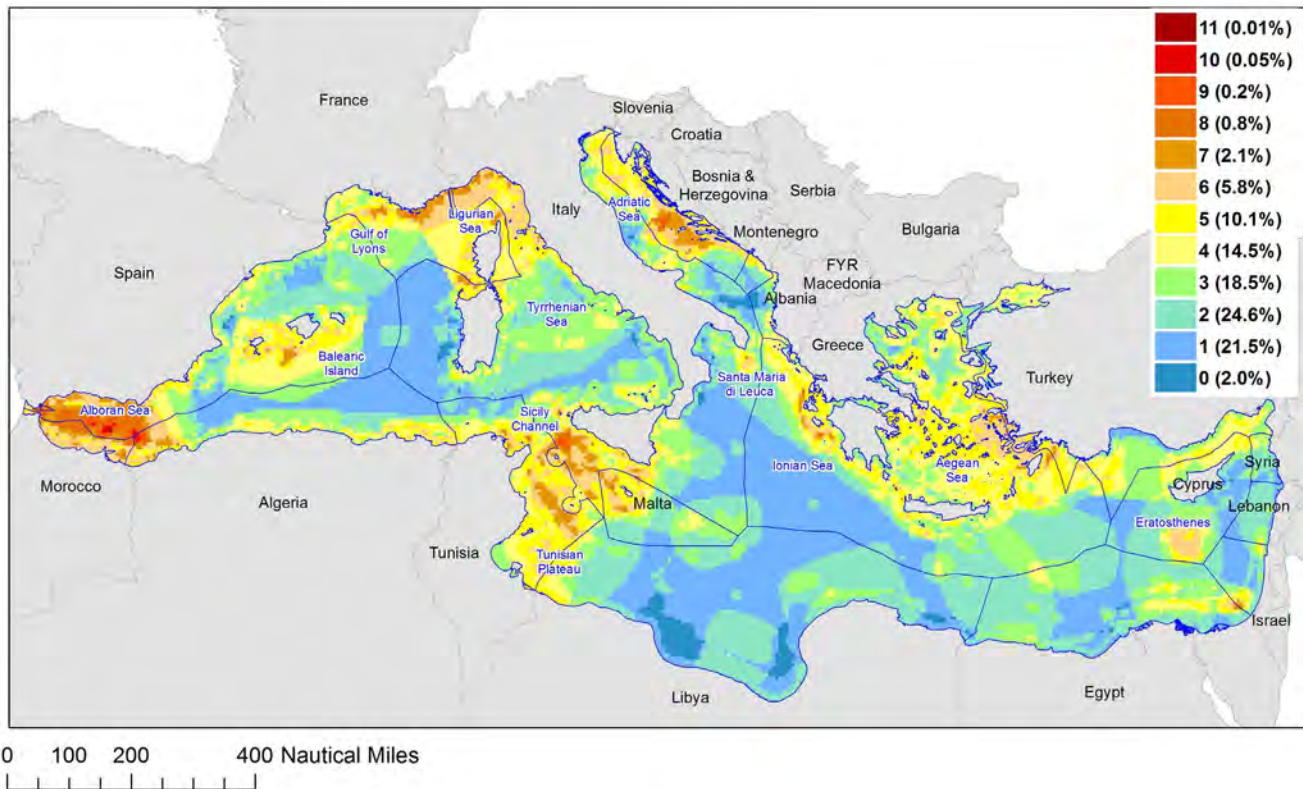 11 (0.01%)
10 (0.05%)
9 (0.2%)
8 (0.8%)
7 (2.1%)
6 (5.8%)
5 (10.1%)
4 (14.5%)
3 (18.5%)
2 (24.6%)
1 (21.5%)
0 (2.0%)
France
Slovenia
Croatia
Bosnia &
Herzegovina
Serbia
Italy
Adriatic
Sea
Ligurian
Sea
Montenegro
Bulgaria
Gulf of
Lyons
Spain
FYR
Macedonia
Albania
Tyrrhenian
Sea
Greece
Turkey
Balearic
Island
Santa Maria
di Leuca
Alboran Sea
Sicily
Channel
Ionian Sea
Aegean
Sea
Syria
Cyprus
Lebanon
Morocco
Algeria
Malta
Eratosthenes
Tunisia
Tunisian
Plateau
Israel
Libya
Egypt
0 100 200 400 Nautical Miles